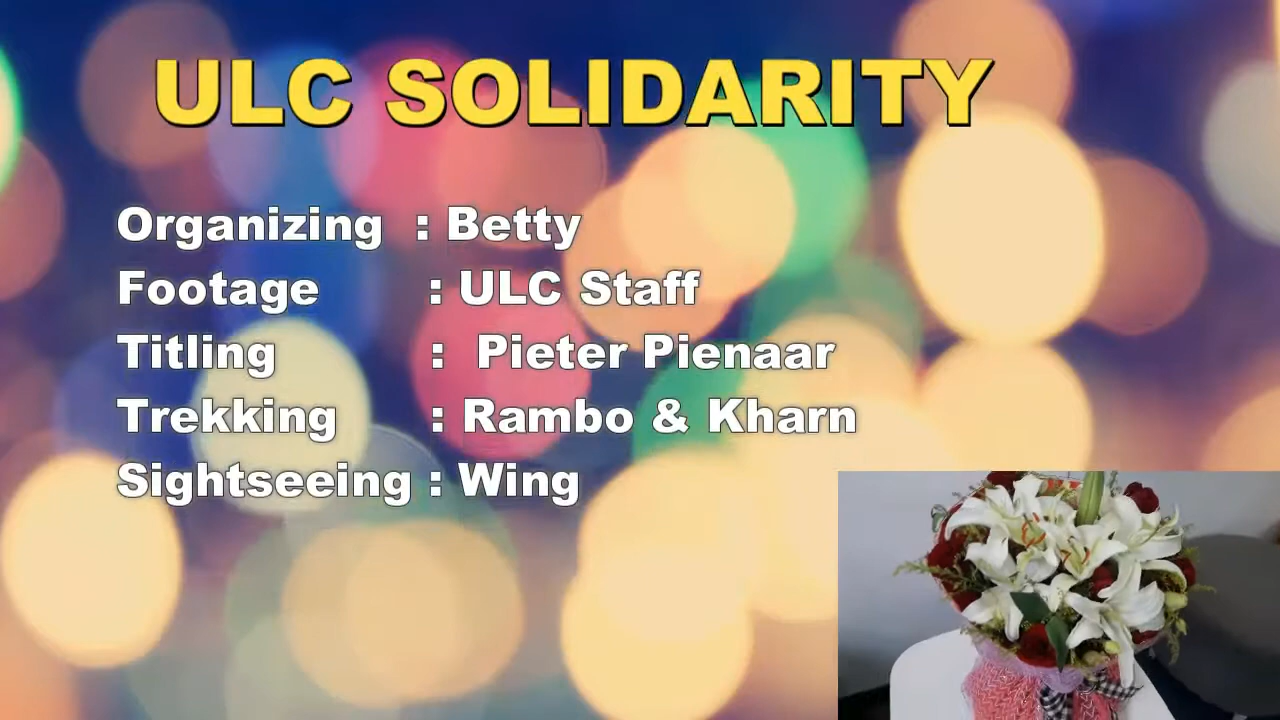 ULC SOLIDARITY
Organizing : Betty
Footage : ULC Staff
Titling : Pieter Pienaar
Trekking : Rambo & Kharn
Sightseeing : Wing